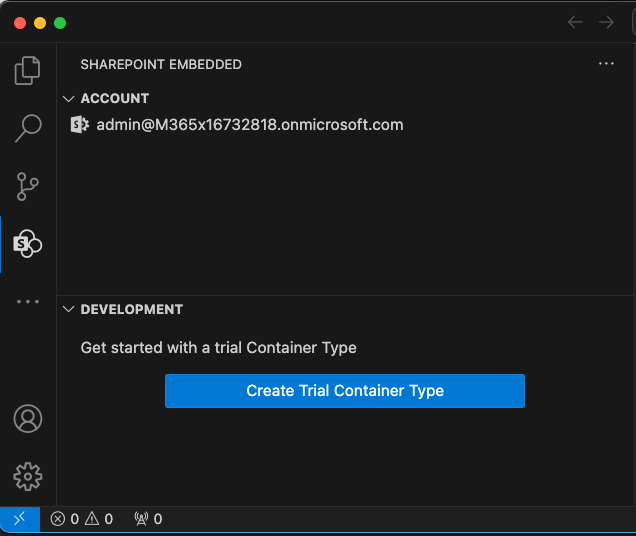 SHAREPOINT EMBEDDED
ACCOUNT
admin@M365x16732818.onmicrosoft.com
DEVELOPMENT
Get started with a trial Container Type
Create Trial Container Type
0 0 0